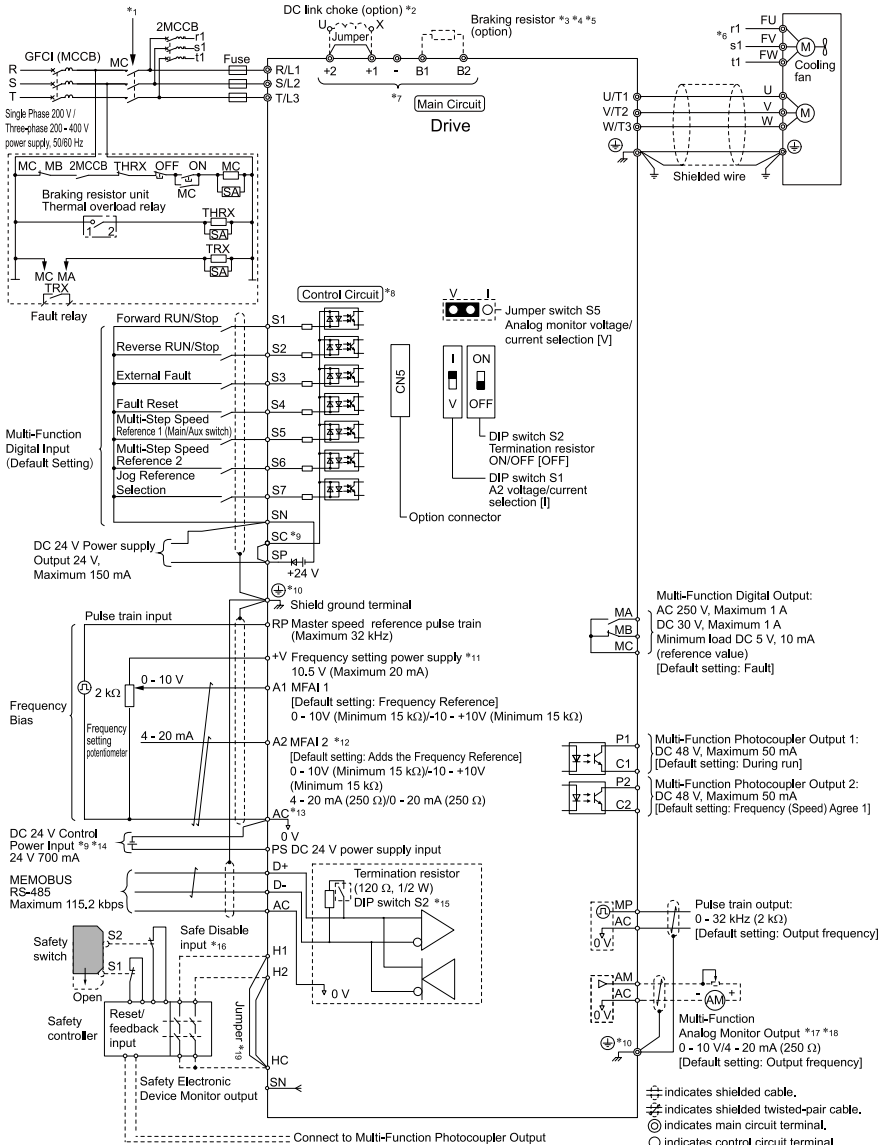 *1
DC link choke (option) *2
U X
Jumper
Braking resistor *3 *4 *5
(option)
2MCCB
r1
s1
t1
GFCI (MCCB)
MC
Fuse
R
S
T
R/L1
S/L2
T/L3
+2 +1 - B1 B2
*7
Main Circuit
Drive
Single Phase 200 V /
Three-phase 200 - 400 V
power supply, 50/60 Hz
*6
r1
s1
t1
FU
FV
FW
M
Cooling
fan
U/T1
V/T2
W/T3
U
V
W
M
Shielded wire
MC MB 2MCCB THRX OFF ON MC
SA
MC
Braking resistor unit
Thermal overload relay
1 2
THRX
SA
TRX
SA
MC MA
TRX
Fault relay
Control Circuit *8
Forward RUN/Stop
S1
Reverse RUN/Stop
S2
External Fault
S3
Fault Reset
S4
Multi-Step Speed
Reference 1 (Main/Aux switch)
S5
Multi-Step Speed
Reference 2
S6
Jog Reference
Selection
S7
Multi-Function
Digital Input
(Default Setting)
SN
SC *9
SP
+24 V
DC 24 V Power supply
Output 24 V,
Maximum 150 mA
CN5
Option connector
V I
Jumper switch S5
Analog monitor voltage/
current selection [V]
I
V
ON
OFF
DIP switch S2
Termination resistor
ON/OFF [OFF]
DIP switch S1
A2 voltage/current
selection [I]
*10
Shield ground terminal
Pulse train input
RP Master speed reference pulse train
(Maximum 32 kHz)
+V Frequency setting power supply *11
10.5 V (Maximum 20 mA)
2 kΩ
0 - 10 V
A1 MFAI 1
[Default setting: Frequency Reference]
0 - 10V (Minimum 15 kΩ)/-10 - +10V (Minimum 15 kΩ)
Frequency
Bias
Frequency
setting
potentiometer
4 - 20 mA
A2 MFAI 2 *12
[Default setting: Adds the Frequency Reference]
0 - 10V (Minimum 15 kΩ)/-10 - +10V
(Minimum 15 kΩ)
4 - 20 mA (250 Ω)/0 - 20 mA (250 Ω)
AC *13
0 V
DC 24 V Control
Power Input *9 *14
24 V 700 mA
PS DC 24 V power supply input
MEMOBUS
RS-485
Maximum 115.2 kbps
D+
D-
AC
0 V
Termination resistor
(120 Ω, 1/2 W)
DIP switch S2 *15
MA
MB
MC
Multi-Function Digital Output:
AC 250 V, Maximum 1 A
DC 30 V, Maximum 1 A
Minimum load DC 5 V, 10 mA
(reference value)
[Default setting: Fault]
P1
C1
Multi-Function Photocoupler Output 1:
DC 48 V, Maximum 50 mA
[Default setting: During run]
P2
C2
Multi-Function Photocoupler Output 2:
DC 48 V, Maximum 50 mA
[Default setting: Frequency (Speed) Agree 1]
MP
AC
0 V
Pulse train output:
0 - 32 kHz (2 kΩ)
[Default setting: Output frequency]
AM
AC
0 V
- AM +
Multi-Function
Analog Monitor Output *17 *18
0 - 10 V/4 - 20 mA (250 Ω)
[Default setting: Output frequency]
*10
Safety
switch
S2
S1
Open
Safe Disable
input *16
H1
H2
Jumper *19
HC
SN
Safety
controller
Reset/
feedback
input
Safety Electronic
Device Monitor output
Connect to Multi-Function Photocoupler Output
indicates shielded cable.
indicates shielded twisted-pair cable.
indicates main circuit terminal.
indicates control circuit terminal.